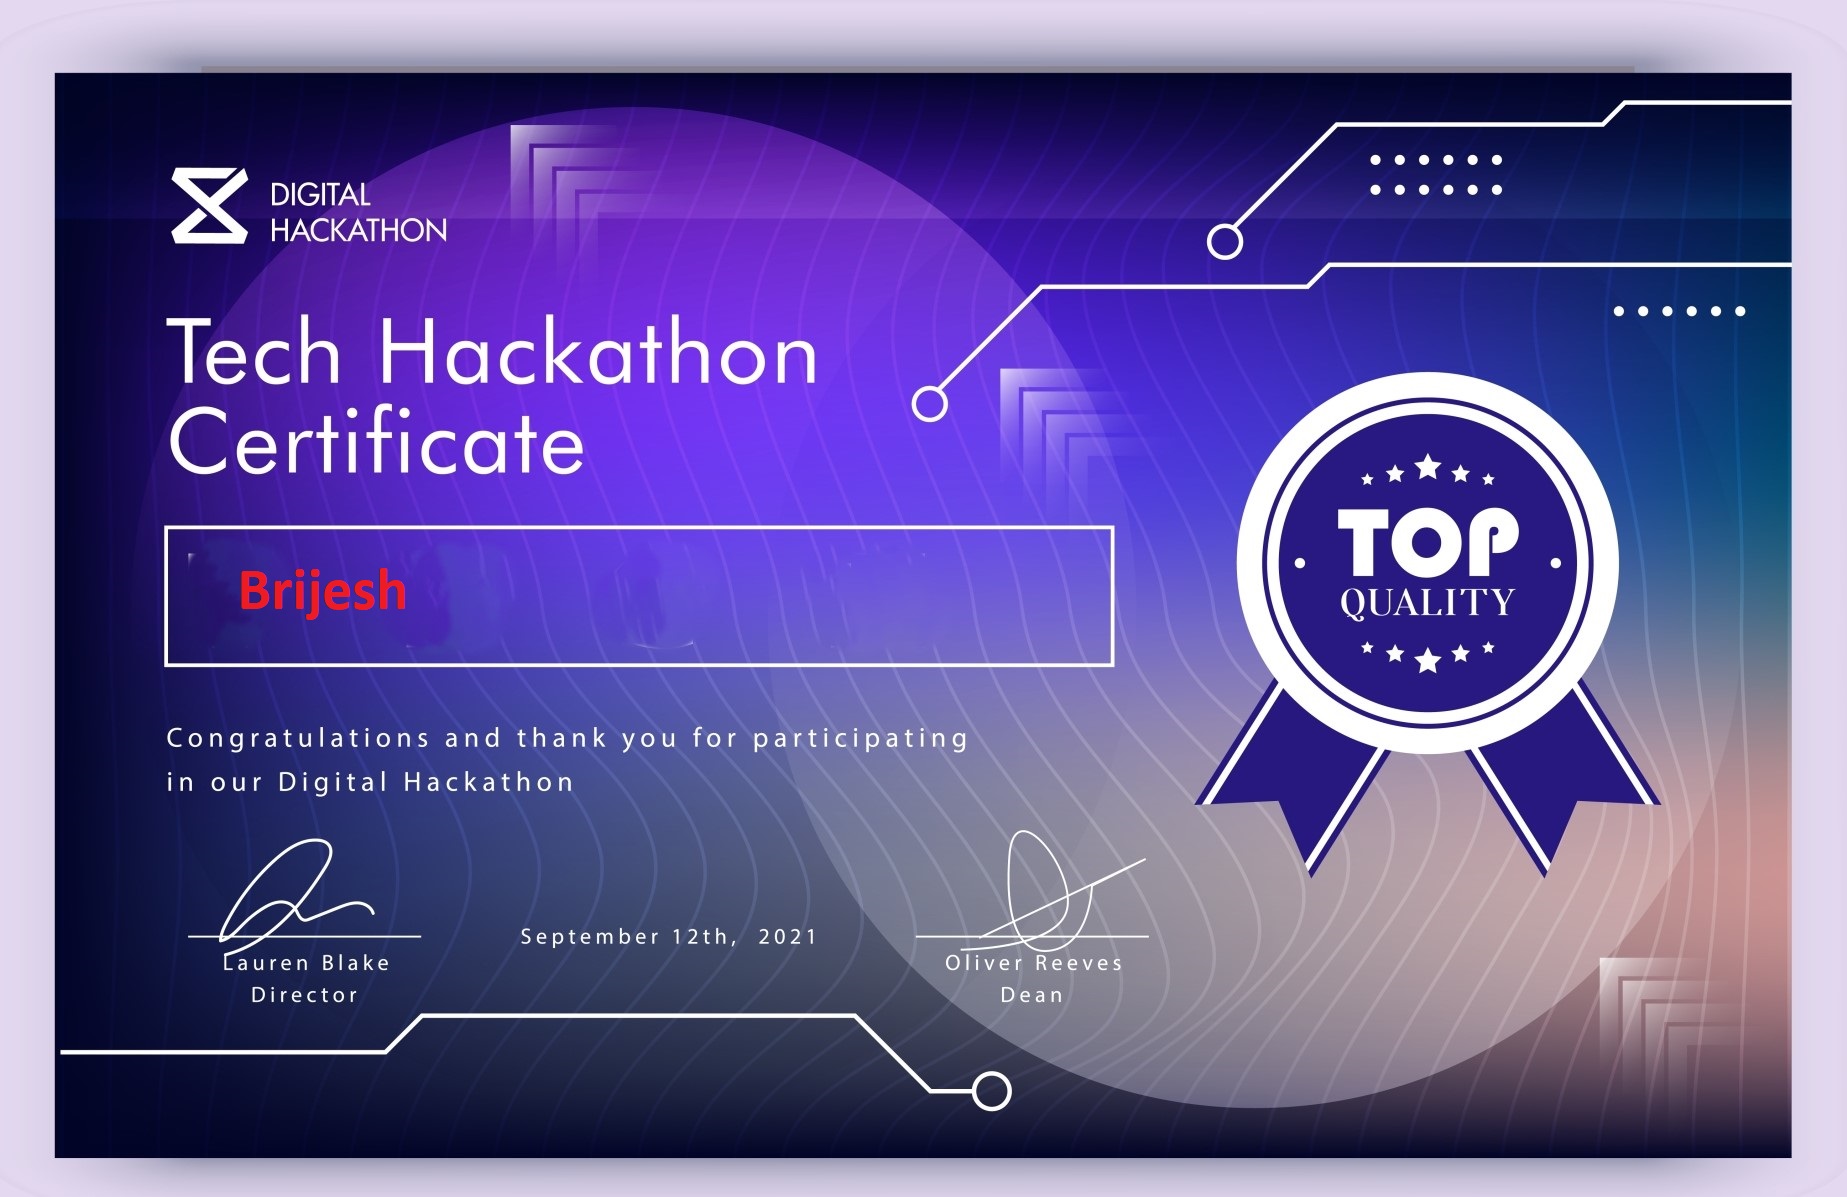 DIGITAL
HACKATHON
Tech Hackathon
Certificate
Brijesh
Congratulations and thank you for participating
in our Digital Hackathon
TOP
QUALITY
September 12th, 2021
Lauren Blake
Director
Oliver Reeves
Dean